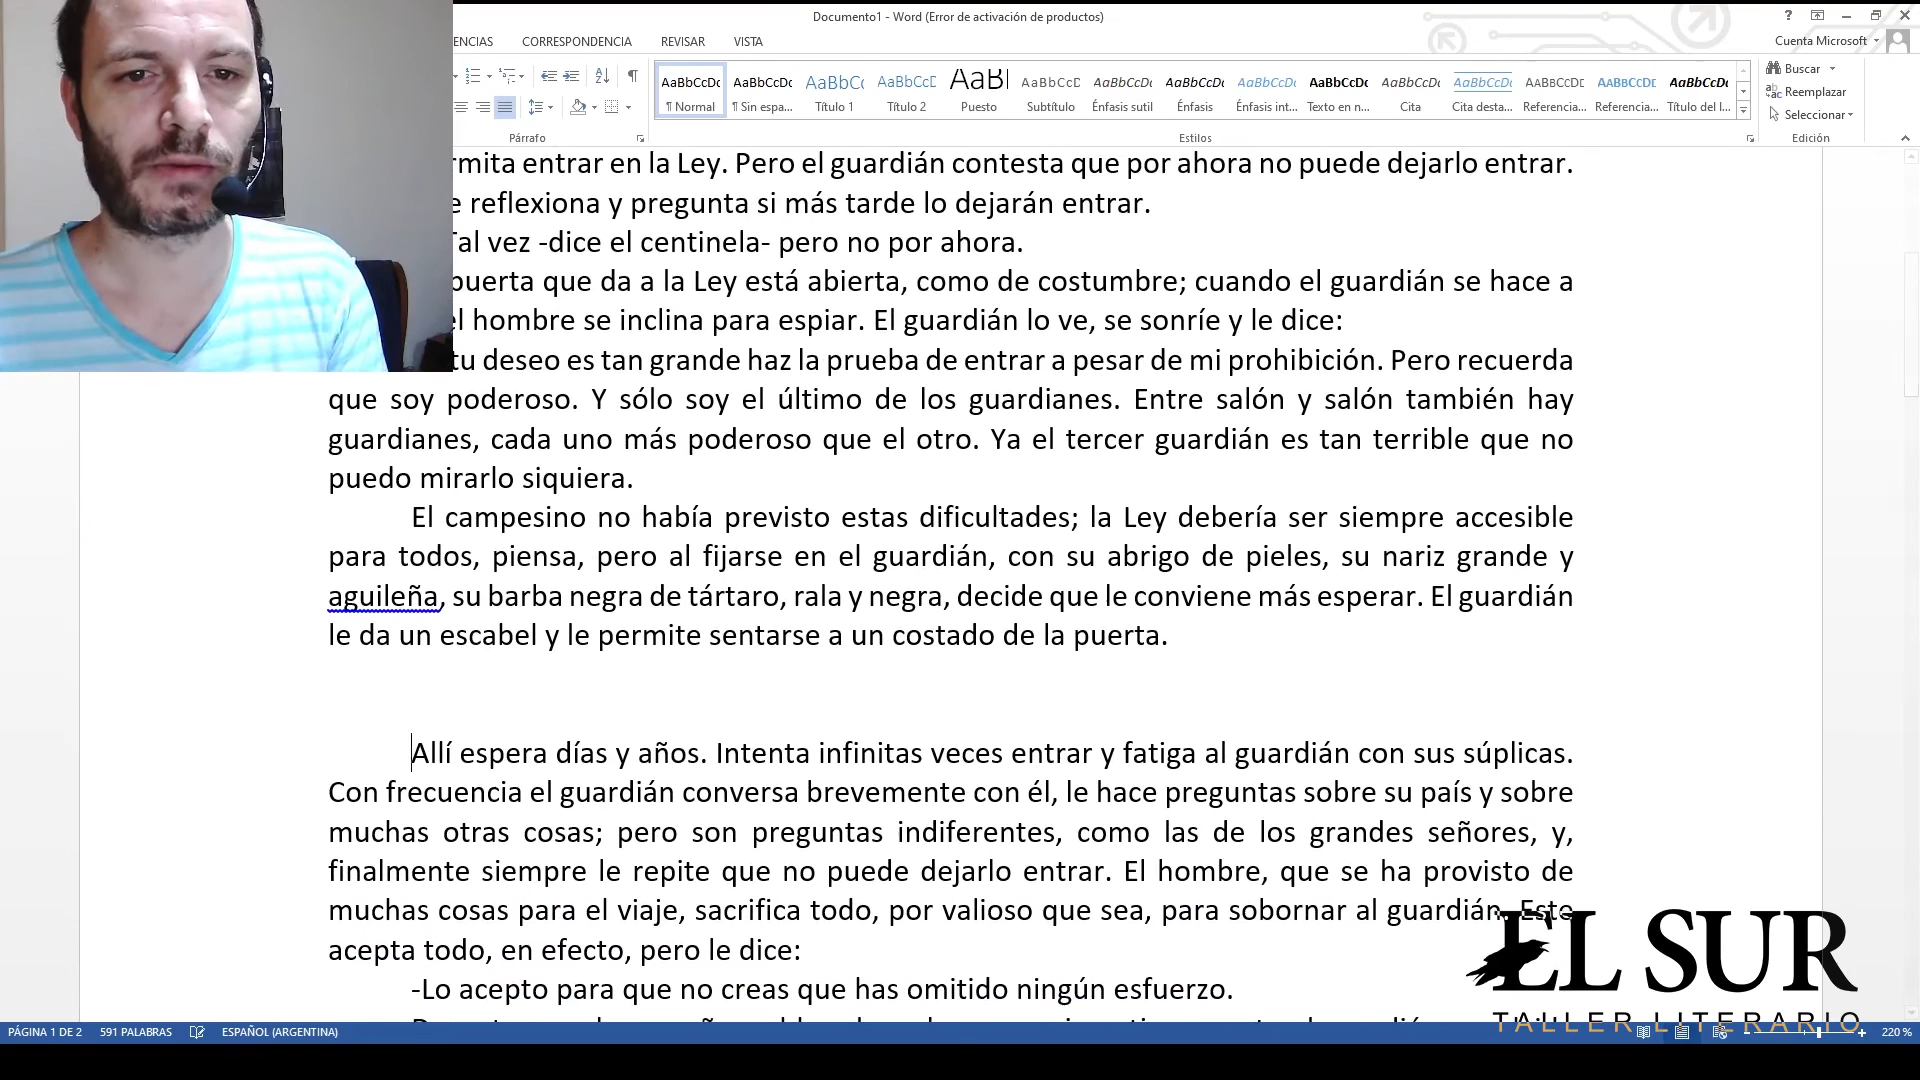 Documento1 - Word (Error de activación de productos)
Cuenta Microsoft
ENCIAS CORRESPONDENCIA REVISAR VISTA
AaBbCcDc AaBbCcDc AaBbCc AaBbCcD AaBl AaBbCcD AaBbCcDc AaBbCcDc AaBbCcDc AaBbCcDc AaBbCcDc AaBbCcDc AaBbCcDc AaBbCcDc AaBbCcDc
¶ Normal ¶ Sin espa... Título 1 Título 2 Puesto Subtítulo Énfasis sutil Énfasis Énfasis int... Texto en n... Cita Cita desta... Referencia... Referencia... Título del l...
Buscar
Reemplazar
Seleccionar
Párrafo Estilos Edición
rmita entrar en la Ley. Pero el guardián contesta que por ahora no puede dejarlo entrar.
e reflexiona y pregunta si más tarde lo dejarán entrar.
Tal vez -dice el centinela- pero no por ahora.
puerta que da a la Ley está abierta, como de costumbre; cuando el guardián se hace a
el hombre se inclina para espiar. El guardián lo ve, se sonríe y le dice:
tu deseo es tan grande haz la prueba de entrar a pesar de mi prohibición. Pero recuerda
que soy poderoso. Y sólo soy el último de los guardianes. Entre salón y salón también hay
guardianes, cada uno más poderoso que el otro. Ya el tercer guardián es tan terrible que no
puedo mirarlo siquiera.
El campesino no había previsto estas dificultades; la Ley debería ser siempre accesible
para todos, piensa, pero al fijarse en el guardián, con su abrigo de pieles, su nariz grande y
aguileña, su barba negra de tártaro, rala y negra, decide que le conviene más esperar. El guardián
le da un escabel y le permite sentarse a un costado de la puerta.
Allí espera días y años. Intenta infinitas veces entrar y fatiga al guardián con sus súplicas.
Con frecuencia el guardián conversa brevemente con él, le hace preguntas sobre su país y sobre
muchas otras cosas; pero son preguntas indiferentes, como las de los grandes señores, y,
finalmente siempre le repite que no puede dejarlo entrar. El hombre, que se ha provisto de
muchas cosas para el viaje, sacrifica todo, por valioso que sea, para sobornar al guardián. Este
acepta todo, en efecto, pero le dice:
-Lo acepto para que no creas que has omitido ningún esfuerzo.
EL SUR
TALLER LITERARIO
PÁGINA 1 DE 2 591 PALABRAS ESPAÑOL (ARGENTINA) 220 %